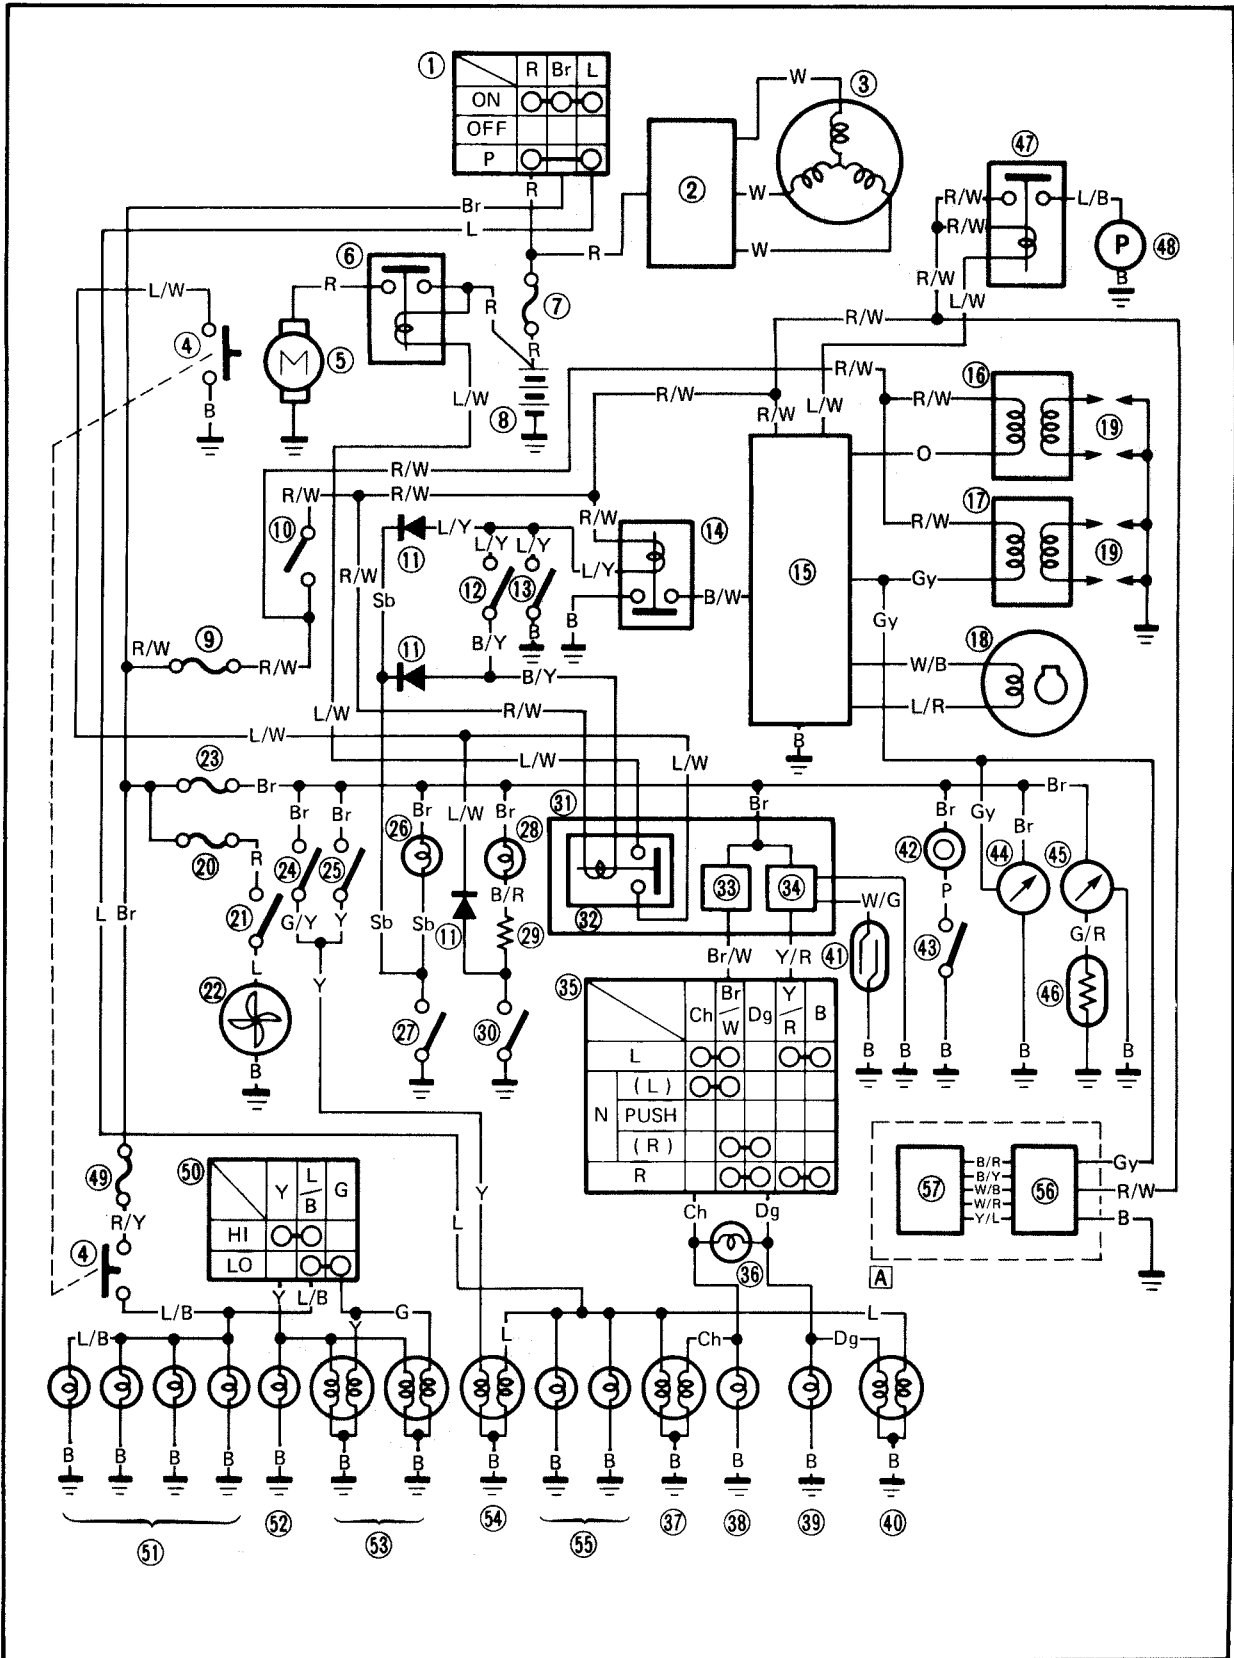 ① R Br L
ON
OFF
P
R
Br
L
R
② W W W ③
㊼ R/W L/B
R/W
P ㊽
B
R/W
L/W
⑥ R R ⑦ R
L/W
④ B
M ⑤
L/W
⑧
R/W
R/W
R/W
R/W L/W
⑯ R/W O ⑲
⑰ R/W Gy ⑲
R/W
R/W R/W
⑩ ⑪ L/Y L/Y L/Y R/W ⑭
⑫ ⑬ L/Y
R/W Sb
B/Y B B B/W ⑮
Gy
R/W ⑨ R/W ⑪ B/Y
⑱ W/B
L/R
L/W R/W
L/W L/W L/W
B
㉓ Br
Br Br Br L/W Br Br Br Gy Br Br
⑳ R ㉔ ㉕ ㉖ ㉘ ㉛ ㊷ ㊹ ㊺
㉑ G/Y Y Sb Sb ⑪ B/R ㉙ ㉜ ㉝ ㉞ W/G P G/R
L Br L
㉒ B Y ㉗ ㉚
Br/W Y/R ㊶ ㊸ ㊻
㉟ Ch Br/W Dg Y/R B
L
N (L)
PUSH
(R)
R
B B B B B B
㊾ R/Y
④
㊿ Y L/B G
HI
LO
Y L/B G
Y
L
Ch Dg
㊱
57 B/R B/Y W/B W/R Y/L 56 Gy
R/W
B
A
L/B
L/B Y L L
Ch Dg
B B B B B B B B B B B B B B
51 52 53 54 55 ㊲ ㊳ ㊴ ㊵